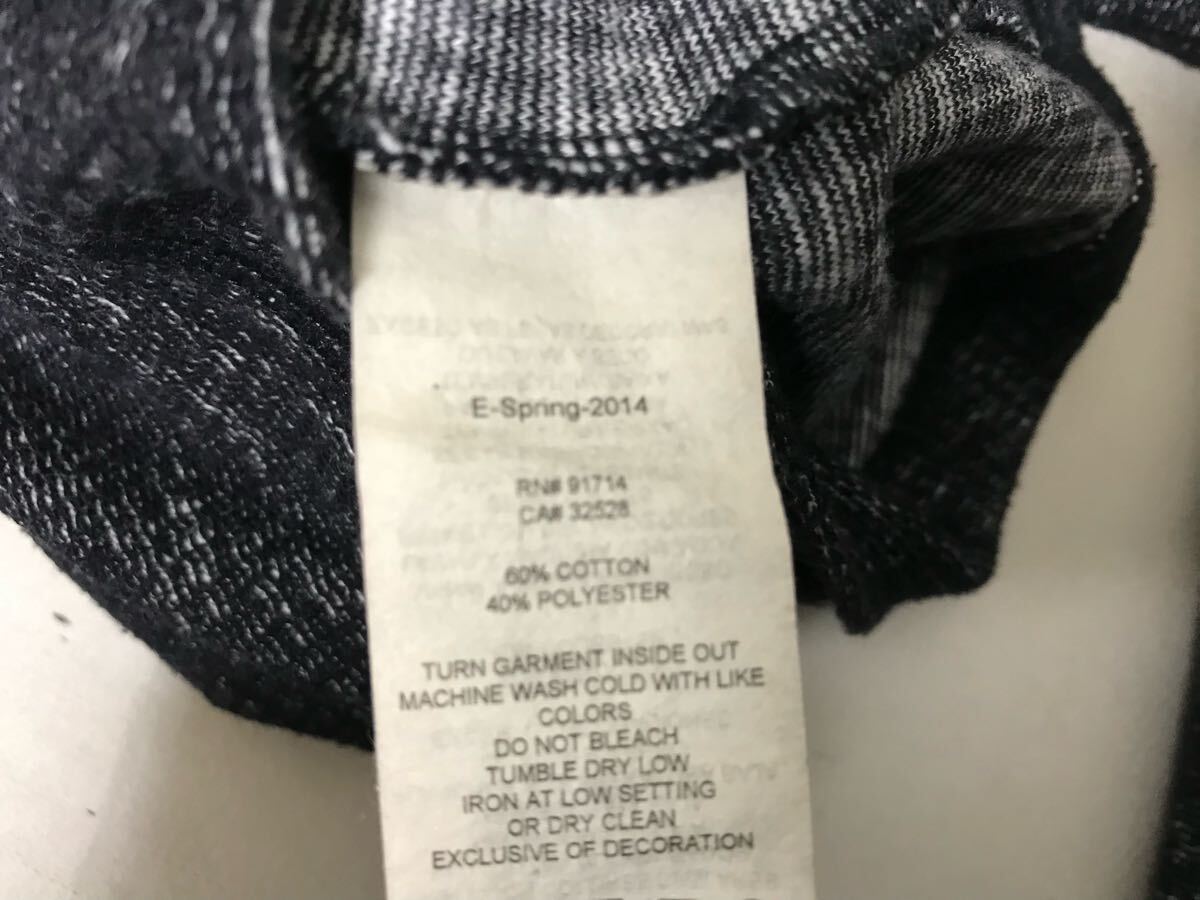 E-Spring-2014
RN# 91714
CA# 32528
60% COTTON
40% POLYESTER
TURN GARMENT INSIDE OUT
MACHINE WASH COLD WITH LIKE
COLORS
DO NOT BLEACH
TUMBLE DRY LOW
IRON AT LOW SETTING
OR DRY CLEAN
EXCLUSIVE OF DECORATION